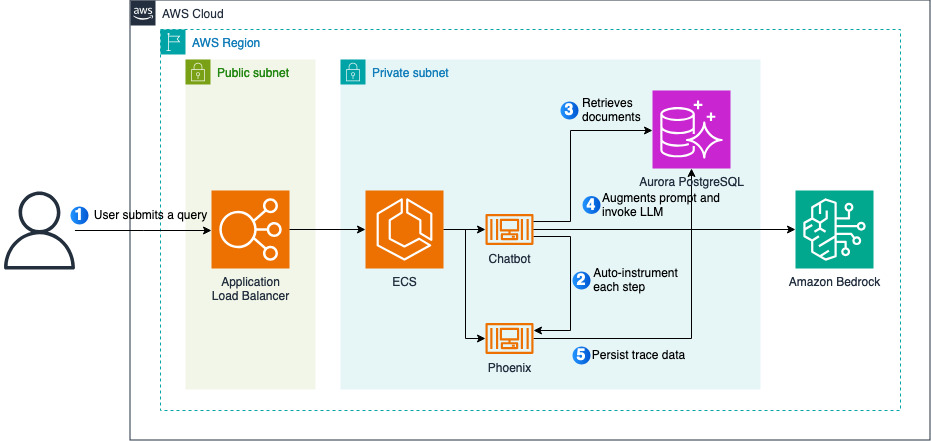 aws
AWS Cloud
AWS Region
Public subnet
Private subnet
3
Retrieves
documents
Aurora PostgreSQL
1
User submits a query
4
Augments prompt and
invoke LLM
Application
Load Balancer
ECS
Chatbot
Amazon Bedrock
2
Auto-instrument
each step
5
Persist trace data
Phoenix